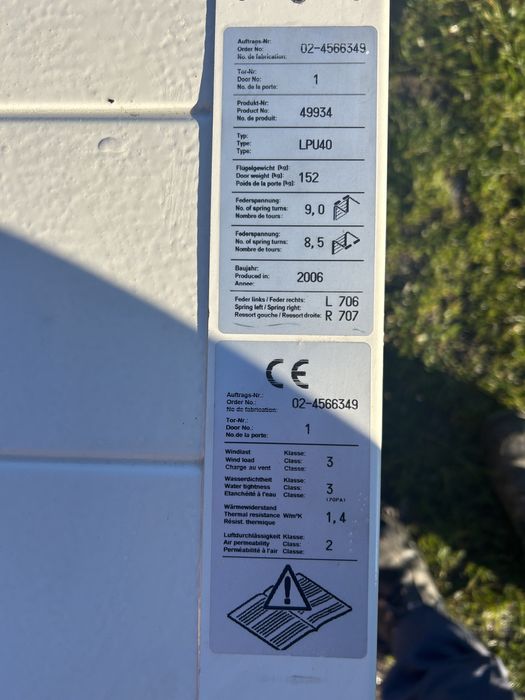 Auftrags-Nr:
Order No: 02-4566349
No. de fabrication:
Tor-Nr:
Door No: 1
No. de la porte:
Produkt-Nr:
Product No: 49934
No. de produit:
Typ:
Type: LPU40
Type:
Flügelgewicht (kg):
Door weight (kg): 152
Poids de la porte (kg):
Federspannung:
No. of spring turns: 9,0
Nombre de tours:
Federspannung:
No. of spring turns: 8,5
Nombre de tours:
Baujahr:
Produced in: 2006
Annee:
Feder links / Feder rechts: L 706
Spring left / Spring right:
Ressort gauche / Ressort droite: R 707
CE
Auftrags-Nr.:
Order No.: 02-4566349
No de fabrication:
Tor-Nr.:
Door No.: 1
No.de la porte:
Windlast Klasse:
Wind load Class: 3
Charge au vent Classe:
Wasserdichtheit Klasse:
Water tightness Class: 3
Etanchéité à l'eau Classe: (70PA)
Wärmewiderstand
Thermal resistance W/m²K 1,4
Résist. thermique
Luftdurchlässigkeit Klasse:
Air permeability Class: 2
Perméabilité à l'air Classe: